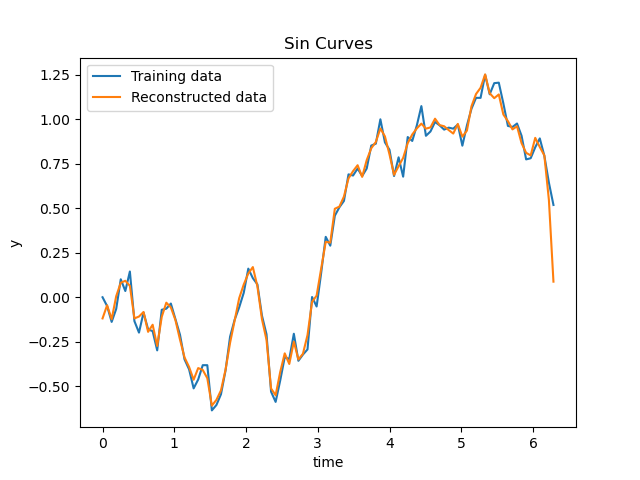 Sin Curves
Training data
Reconstructed data
1.25
1.00
0.75
0.50
0.25
0.00
−0.25
−0.50
y
0 1 2 3 4 5 6
time